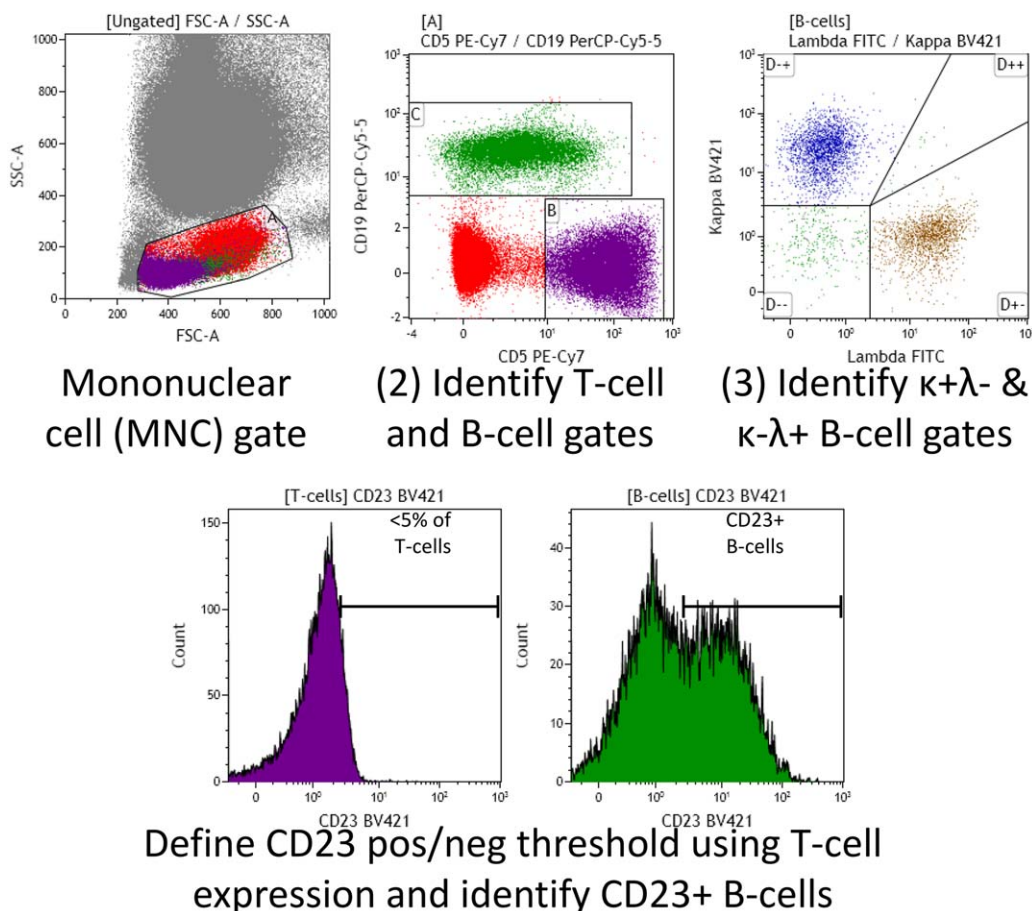 [Ungated] FSC-A / SSC-A
1000
800
600
400
200
0
SSC-A
A
0 200 400 600 800 1000
FSC-A
Mononuclear
cell (MNC) gate
[A]
CD5 PE-Cy7 / CD19 PerCP-Cy5-5
10³
10²
10¹
2
0
-2
CD19 PerCP-Cy5-5
C
B
-4 0 10¹ 10² 10³
CD5 PE-Cy7
(2) Identify T-cell
and B-cell gates
[B-cells]
Lambda FITC / Kappa BV421
10³
10²
10¹
10⁰
0
Kappa BV421
D-+
D++
D--
D+-
0 10⁰ 10¹ 10² 10
Lambda FITC
(3) Identify κ+λ- &
κ-λ+ B-cell gates
[T-cells] CD23 BV421
<5% of
T-cells
150
100
50
0
Count
0 10⁰ 10¹ 10² 10³
CD23 BV421
[B-cells] CD23 BV421
CD23+
B-cells
40
30
20
10
0
Count
0 10⁰ 10¹ 10² 10³
CD23 BV421
Define CD23 pos/neg threshold using T-cell
expression and identify CD23+ B-cells